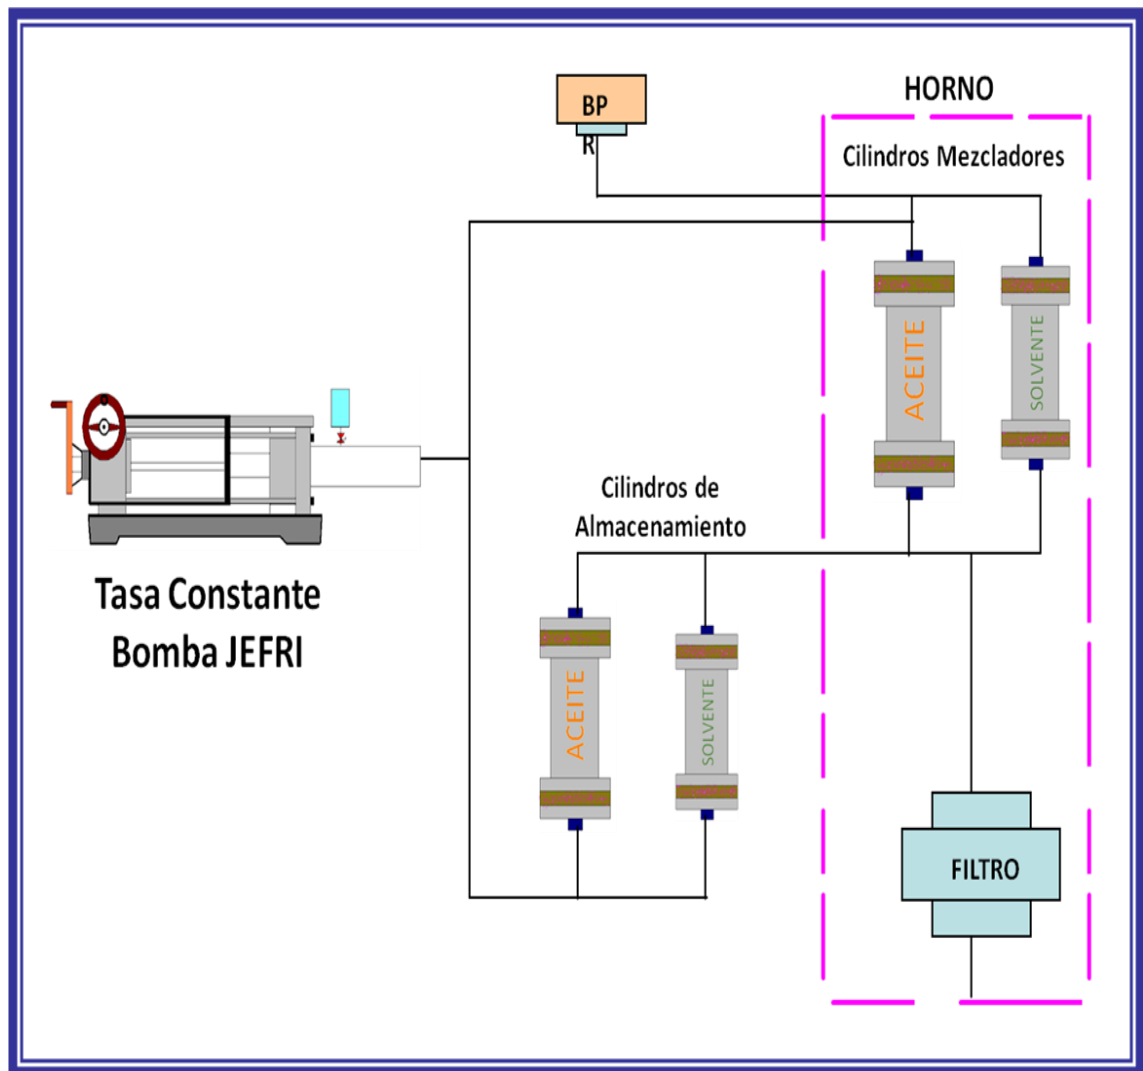 HORNO
BP
R
Cilindros Mezcladores
ACEITE
SOLVENTE
Cilindros de
Almacenamiento
Tasa Constante
Bomba JEFRI
ACEITE
SOLVENTE
FILTRO